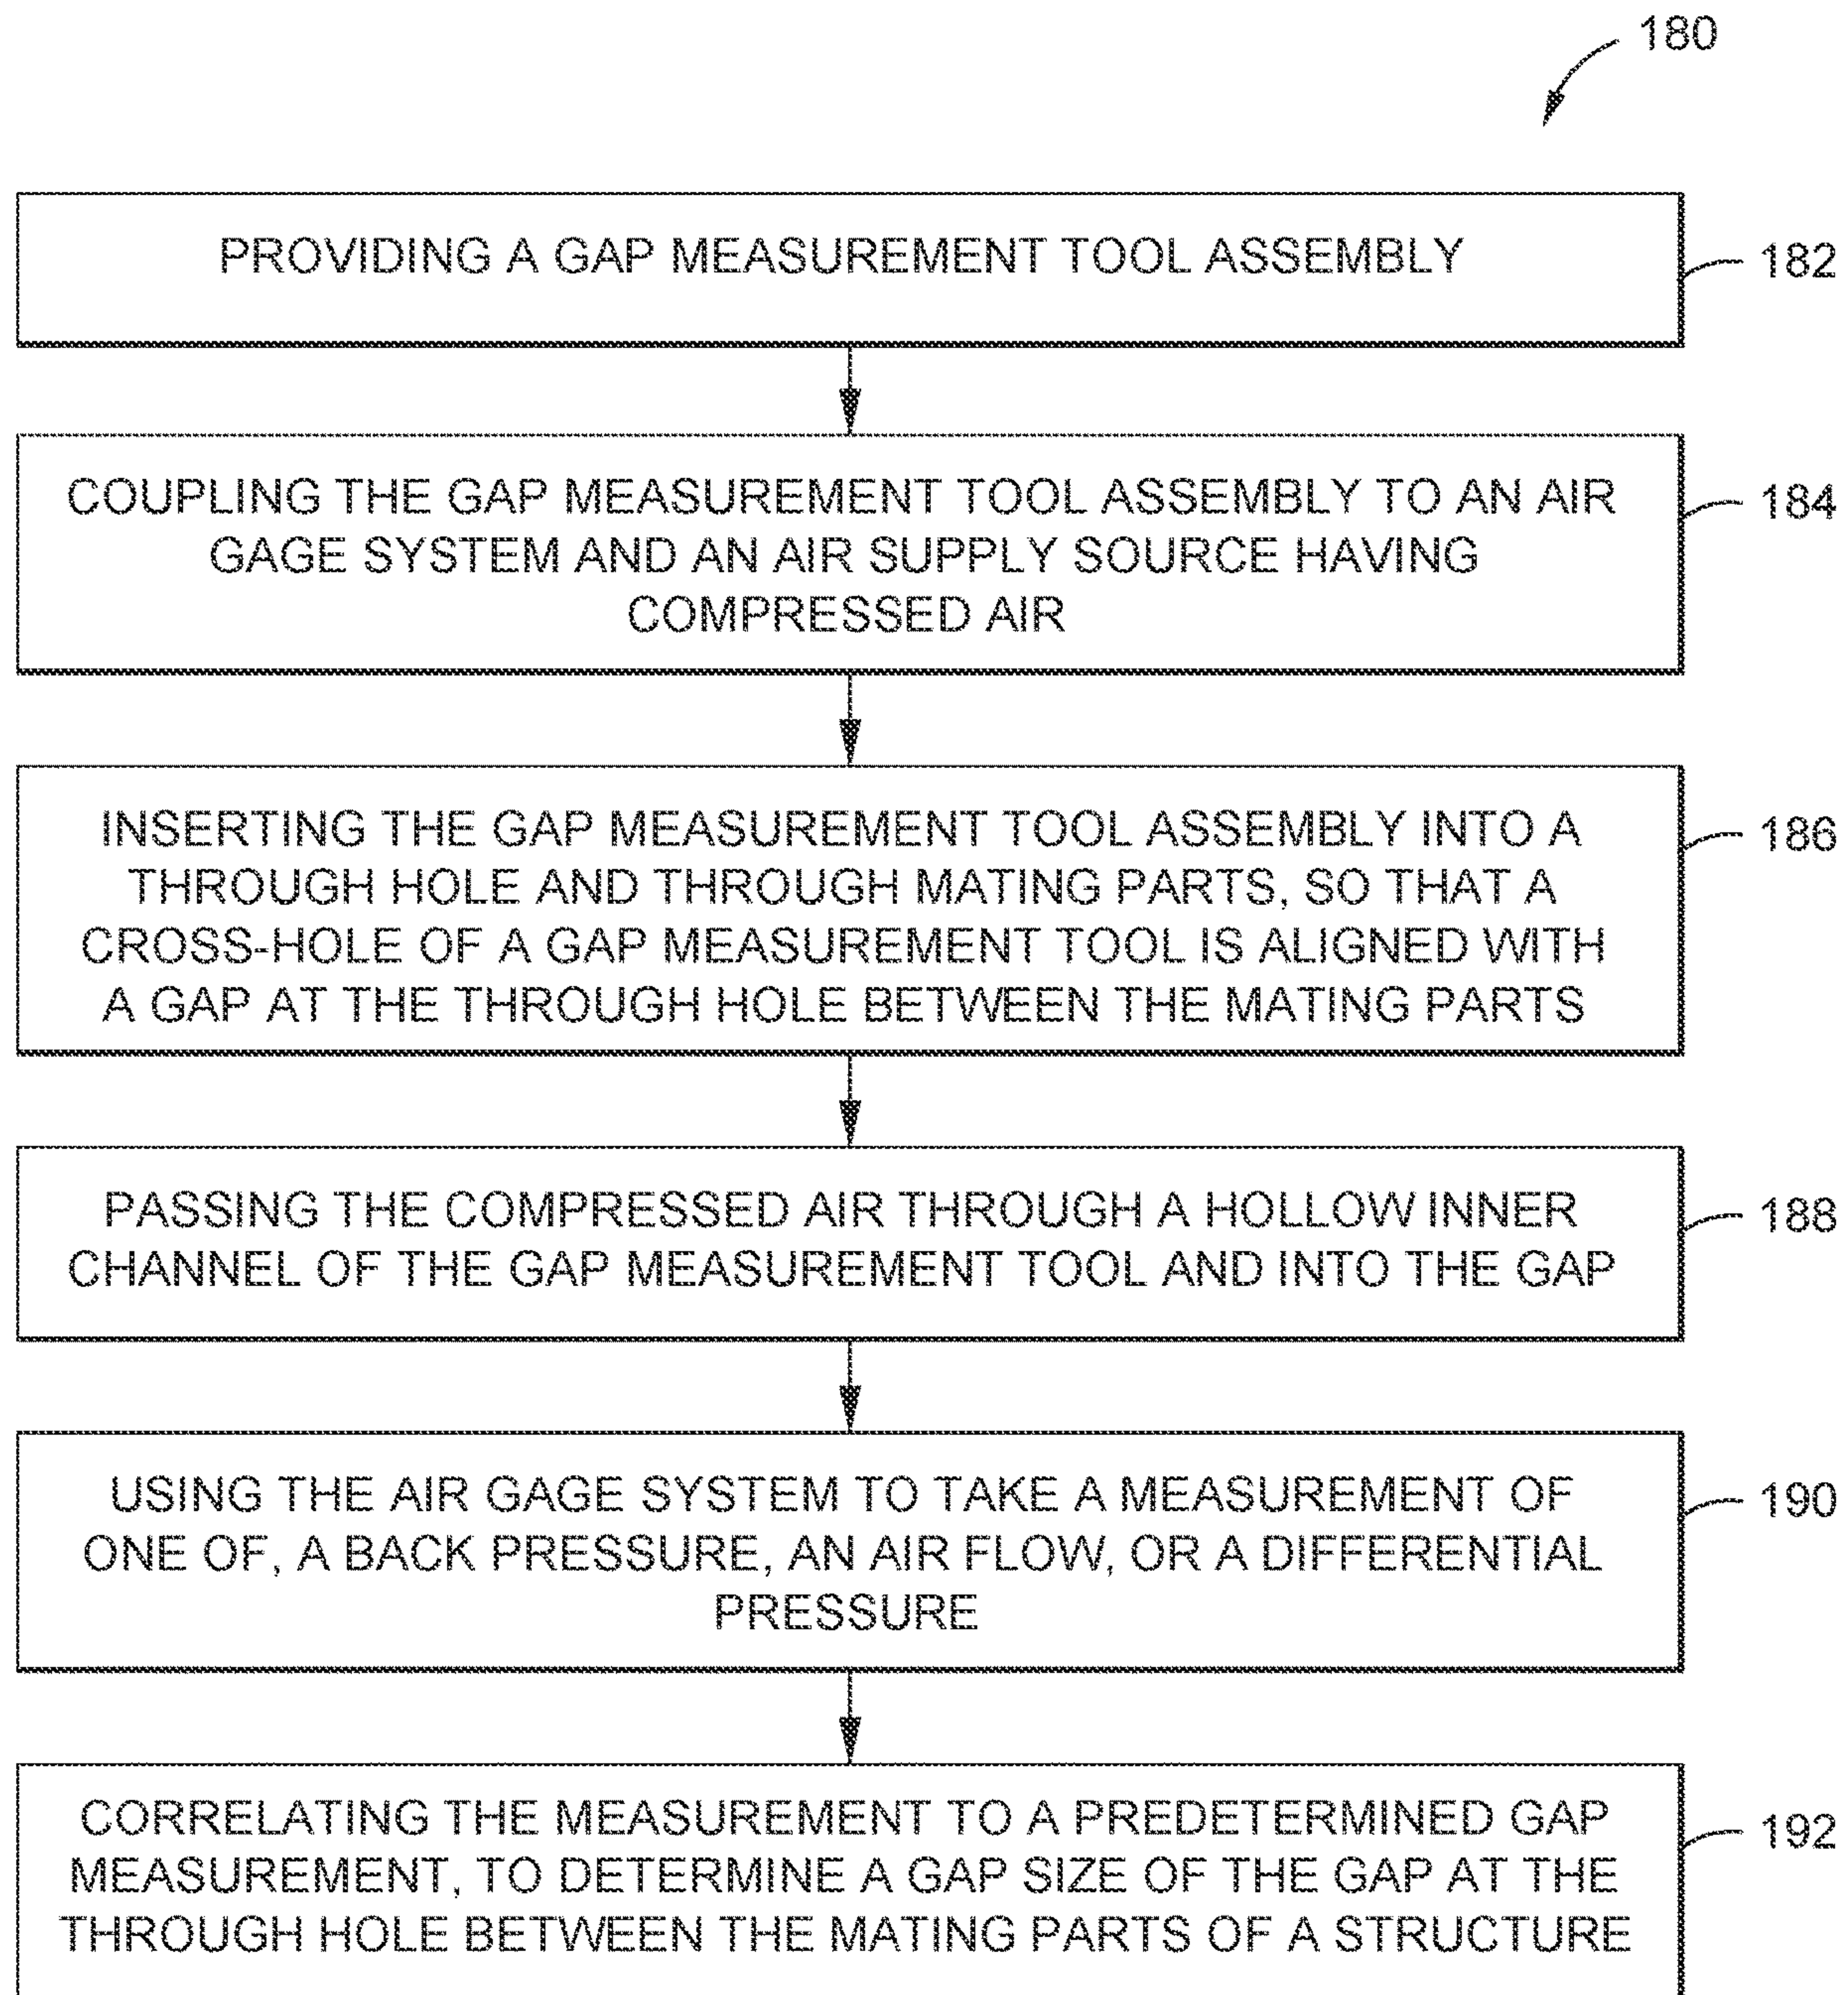 180
PROVIDING A GAP MEASUREMENT TOOL ASSEMBLY
182
COUPLING THE GAP MEASUREMENT TOOL ASSEMBLY TO AN AIR
GAGE SYSTEM AND AN AIR SUPPLY SOURCE HAVING
COMPRESSED AIR
184
INSERTING THE GAP MEASUREMENT TOOL ASSEMBLY INTO A
THROUGH HOLE AND THROUGH MATING PARTS, SO THAT A
CROSS-HOLE OF A GAP MEASUREMENT TOOL IS ALIGNED WITH
A GAP AT THE THROUGH HOLE BETWEEN THE MATING PARTS
186
PASSING THE COMPRESSED AIR THROUGH A HOLLOW INNER
CHANNEL OF THE GAP MEASUREMENT TOOL AND INTO THE GAP
188
USING THE AIR GAGE SYSTEM TO TAKE A MEASUREMENT OF
ONE OF, A BACK PRESSURE, AN AIR FLOW, OR A DIFFERENTIAL
PRESSURE
190
CORRELATING THE MEASUREMENT TO A PREDETERMINED GAP
MEASUREMENT, TO DETERMINE A GAP SIZE OF THE GAP AT THE
THROUGH HOLE BETWEEN THE MATING PARTS OF A STRUCTURE
192